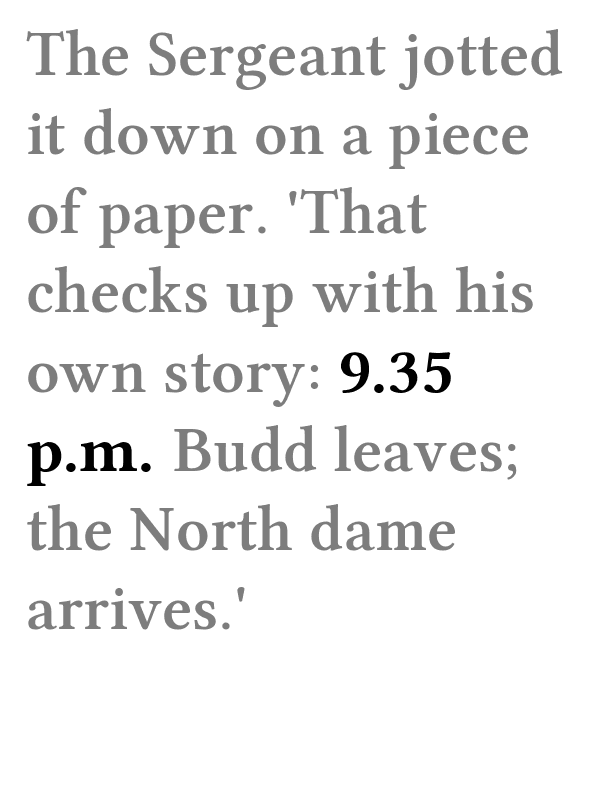 The Sergeant jotted
it down on a piece
of paper. 'That
checks up with his
own story: 9.35
p.m. Budd leaves;
the North dame
arrives.'